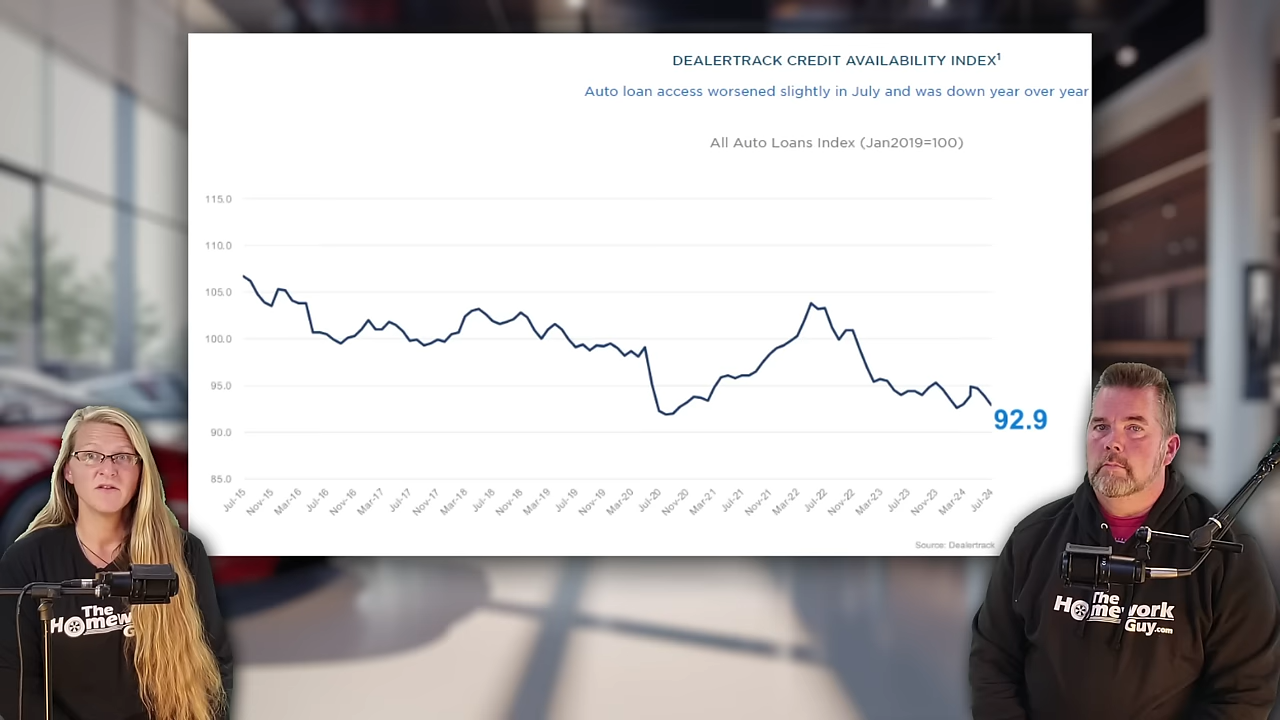 DEALERTRACK CREDIT AVAILABILITY INDEX¹
Auto loan access worsened slightly in July and was down year over year
All Auto Loans Index (Jan2019=100)
115.0
110.0
105.0
100.0
95.0
90.0
85.0
92.9
Jul-15 Nov-15 Mar-16 Jul-16 Nov-16 Mar-17 Jul-17 Nov-17 Mar-18 Jul-18 Nov-18 Mar-19 Jul-19 Nov-19 Mar-20 Jul-20 Nov-20 Mar-21 Jul-21 Nov-21 Mar-22 Jul-22 Nov-22 Mar-23 Jul-23 Nov-23 Mar-24 Jul-24
Source: Dealertrack
The
Homew
G
The
Homework
Guy.com